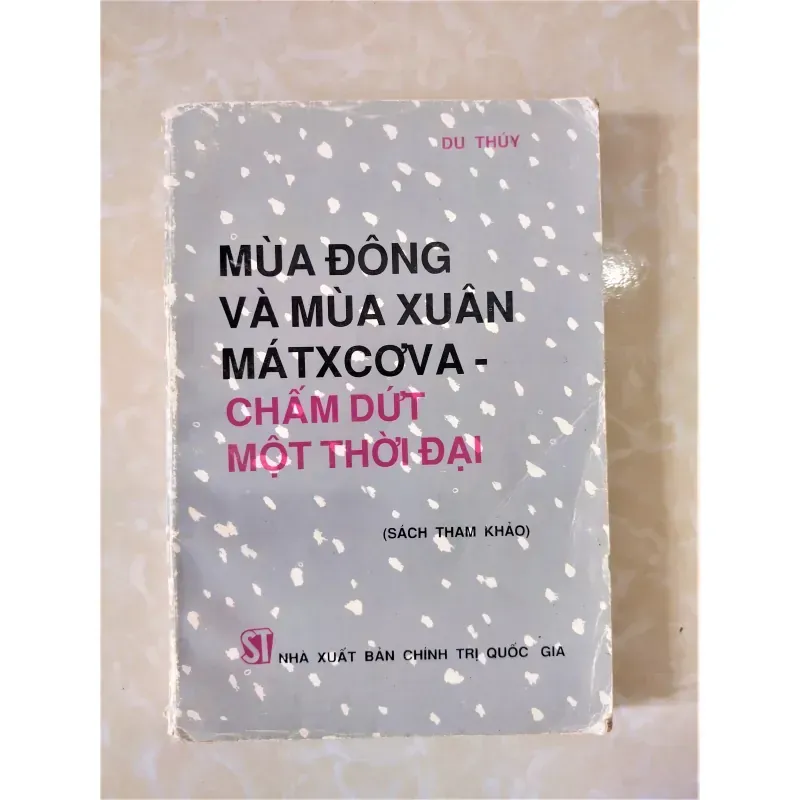 DU THÚY
MÙA ĐÔNG
VÀ MÙA XUÂN
MÁTXCƠVA -
CHẤM DỨT
MỘT THỜI ĐẠI
(SÁCH THAM KHẢO)
ST NHÀ XUẤT BẢN CHÍNH TRỊ QUỐC GIA